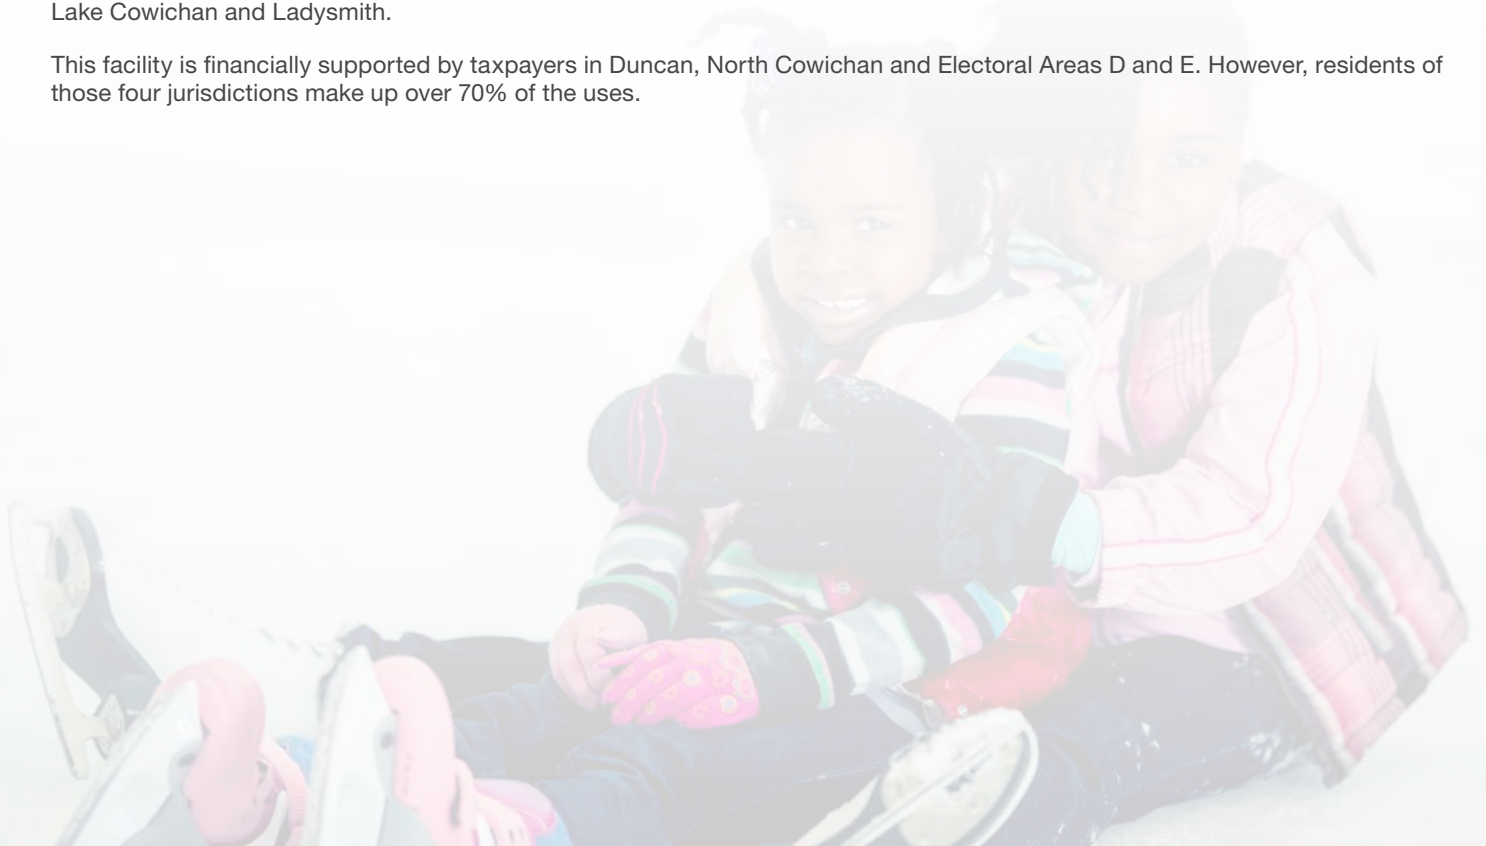 Lake Cowichan and Ladysmith.
This facility is financially supported by taxpayers in Duncan, North Cowichan and Electoral Areas D and E. However, residents of
those four jurisdictions make up over 70% of the uses.